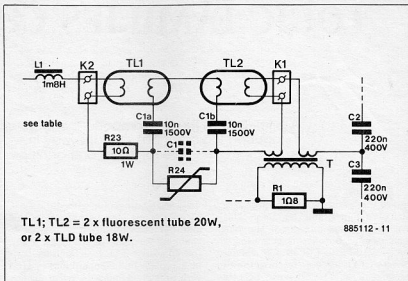 L1
1m8H
K2
TL1
TL2
K1
see table
C1a
10n
1500V
C1b
10n
1500V
C1
R23
10Ω
1W
R24
T
R1
1Ω8
C2
220n
400V
C3
220n
400V
885112 - 11
TL1; TL2 = 2 x fluorescent tube 20W,
or 2 x TLD tube 18W.